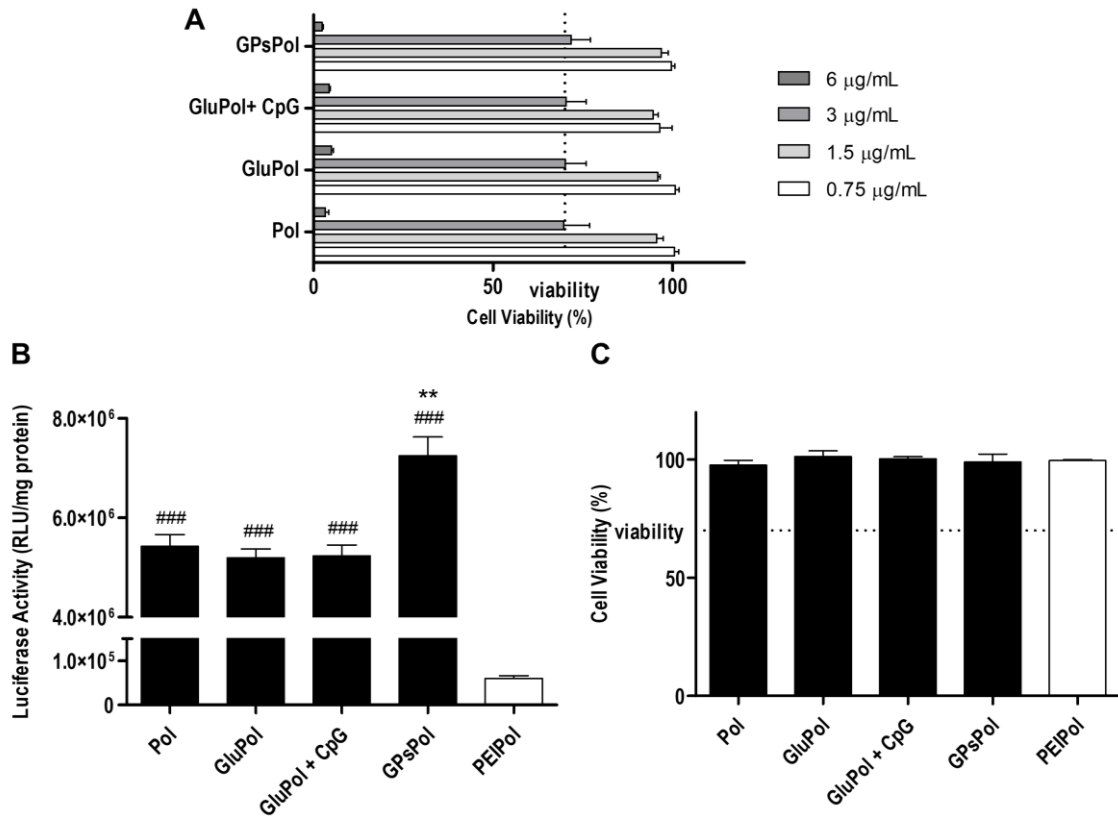 A
GPsPol
GluPol+ CpG
GluPol
Pol
0
50
100
viability
Cell Viability (%)
6 μg/mL
3 μg/mL
1.5 μg/mL
0.75 μg/mL
B
Luciferase Activity (RLU/mg protein)
8.0×10⁶
6.0×10⁶
4.0×10⁶
1.0×10⁵
0
###
###
###
**
###
Pol
GluPol
GluPol + CpG
GPsPol
PEIPol
C
Cell Viability (%)
100
viability
50
0
Pol
GluPol
GluPol + CpG
GPsPol
PEIPol